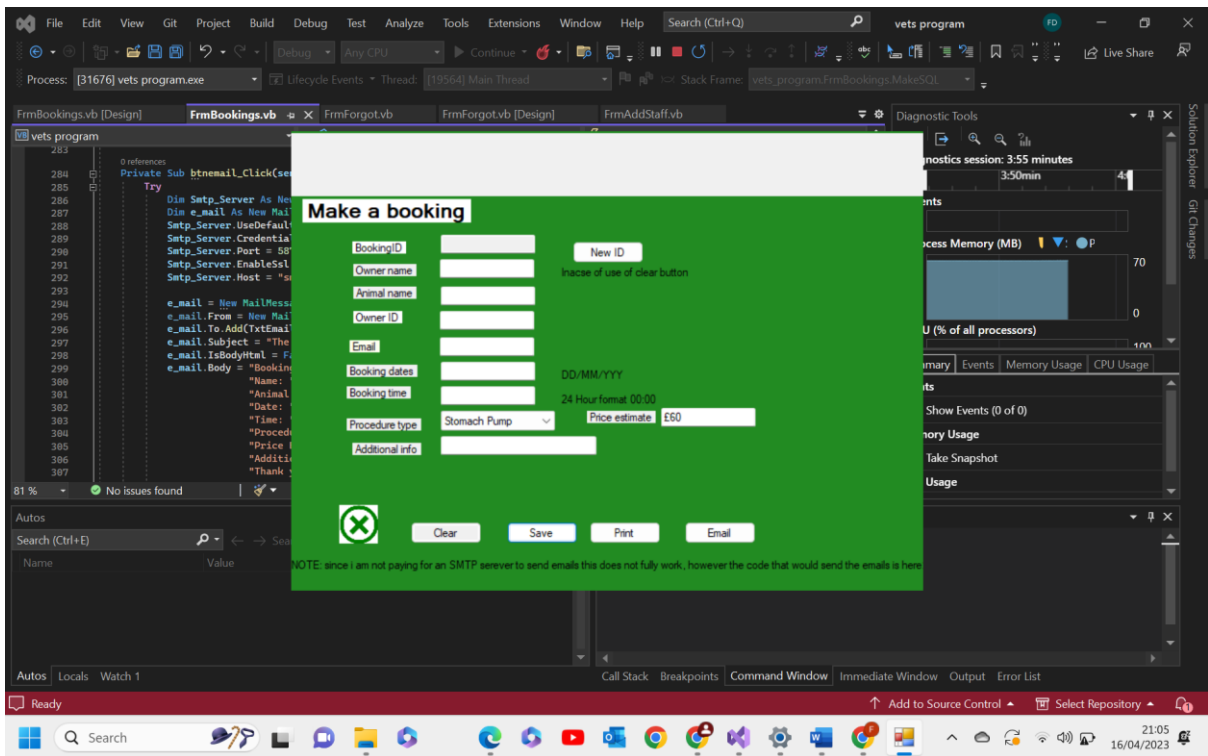 File Edit View Git Project Build Debug Test Analyze Tools Extensions Window Help Search (Ctrl+Q) vets program FD
Debug Any CPU Continue Live Share
Process: [31676] vets program.exe Lifecycle Events Thread: [19564] Main Thread Stack Frame: vets_program.FrmBookings.MakeSQL
FrmBookings.vb [Design] FrmBookings.vb FrmForgot.vb FrmForgot.vb [Design] FrmAddStaff.vb
vets program
283
0 references
284 Private Sub btnemail_Click(se
285 Try
286 Dim Smtp_Server As Ne
287 Dim e_mail As New Mai
288 Smtp_Server.UseDefaul
289 Smtp_Server.Credentia
290 Smtp_Server.Port = 58
291 Smtp_Server.EnableSsl
292 Smtp_Server.Host = "s
293
294 e_mail = New MailMess
295 e_mail.From = New Mai
296 e_mail.To.Add(TxtEmai
297 e_mail.Subject = "The
298 e_mail.IsBodyHtml = F
299 e_mail.Body = "Booking
300 "Name:
301 "Animal
302 "Date:
303 "Time:
304 "Proced
305 "Price
306 "Additi
307 "Thank
81 % No issues found
Make a booking
BookingID New ID
Owner name Inacse of use of clear button
Animal name
Owner ID
Email
Booking dates DD/MM/YYY
Booking time 24 Hour format 00:00
Procedure type Stomach Pump Price estimate £60
Additional info
Clear Save Print Email
NOTE: since i am not paying for an SMTP serever to send emails this does not fully work, however the code that would send the emails is here
Diagnostic Tools
nostics session: 3:55 minutes
3:50min 4:
ents
cess Memory (MB) P
70
0
U (% of all processors)
100
mary Events Memory Usage CPU Usage
ts
Show Events (0 of 0)
ory Usage
Take Snapshot
Usage
Solution Explorer
Git Changes
Autos
Search (Ctrl+E) Sea
Name Value
Autos Locals Watch 1
Call Stack Breakpoints Command Window Immediate Window Output Error List
Ready Add to Source Control Select Repository
Search 21:05
16/04/2023